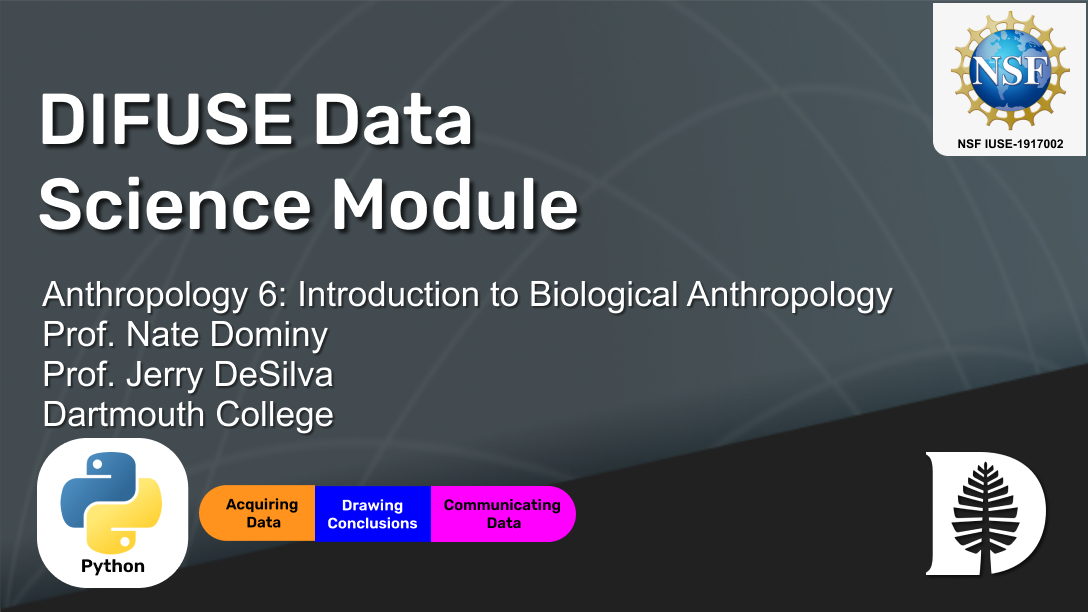 NSF
NSF IUSE-1917002
DIFUSE Data
Science Module
Anthropology 6: Introduction to Biological Anthropology
Prof. Nate Dominy
Prof. Jerry DeSilva
Dartmouth College
Python
Acquiring
Data
Drawing
Conclusions
Communicating
Data
D